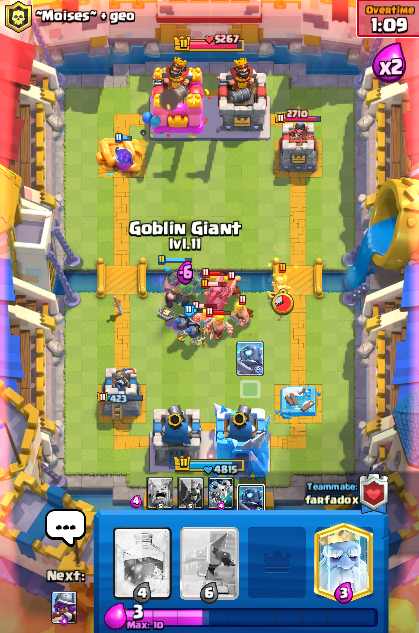 ~Moises~ + geo
OVERTIME
1:09
5267
x2
2710
Goblin Giant
lvl.11
-6
423
4815
Teammate:
farfadox
4
Next:
4
6
3
3
Max: 10